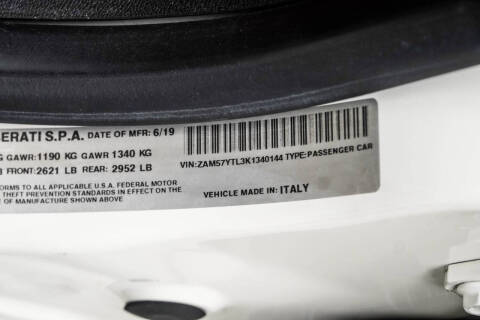 ERATI S.P.A. DATE OF MFR: 6/19
G GAWR: 1190 KG GAWR 1340 KG
B FRONT: 2621 LB REAR: 2952 LB
VIN: ZAM57YTL3K1340144 TYPE: PASSENGER CAR
FORMS TO ALL APPLICABLE U.S.A. FEDERAL MOTOR
THEFT PREVENTION STANDARDS IN EFFECT ON THE
OF MANUFACTURE SHOWN ABOVE
VEHICLE MADE IN: ITALY